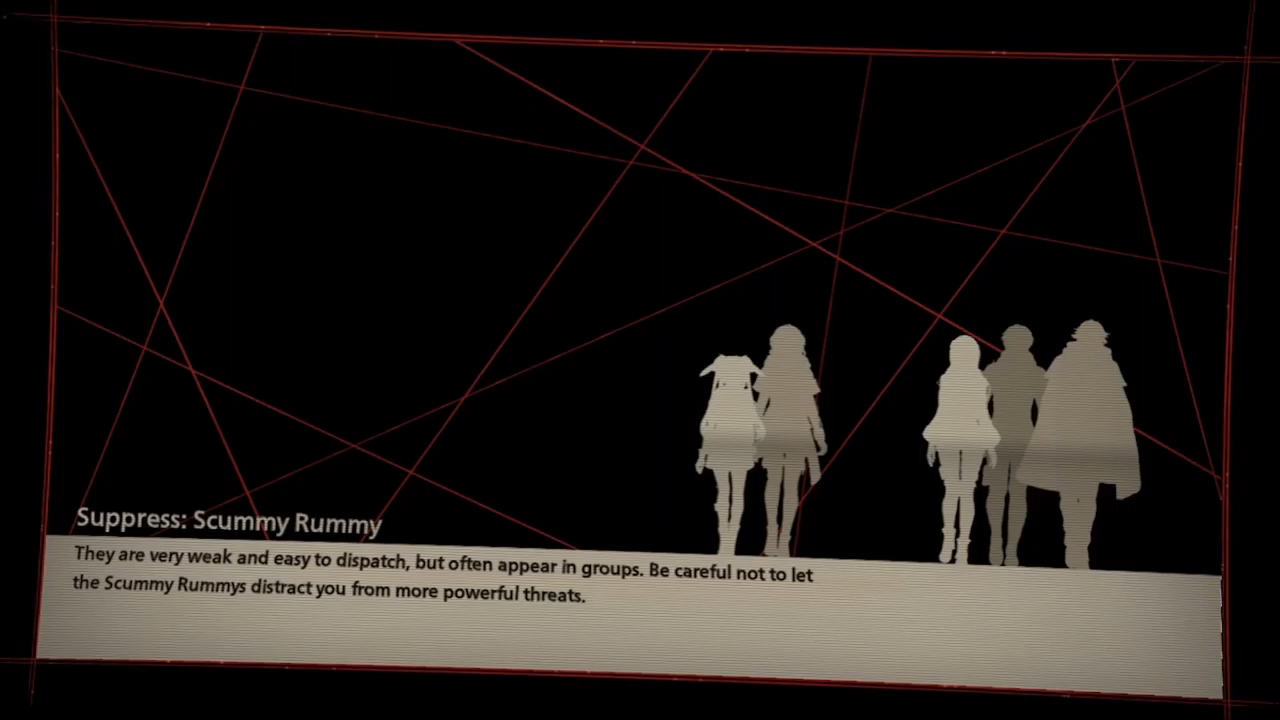 Suppress: Scummy Rummy
They are very weak and easy to dispatch, but often appear in groups. Be careful not to let
the Scummy Rummys distract you from more powerful threats.